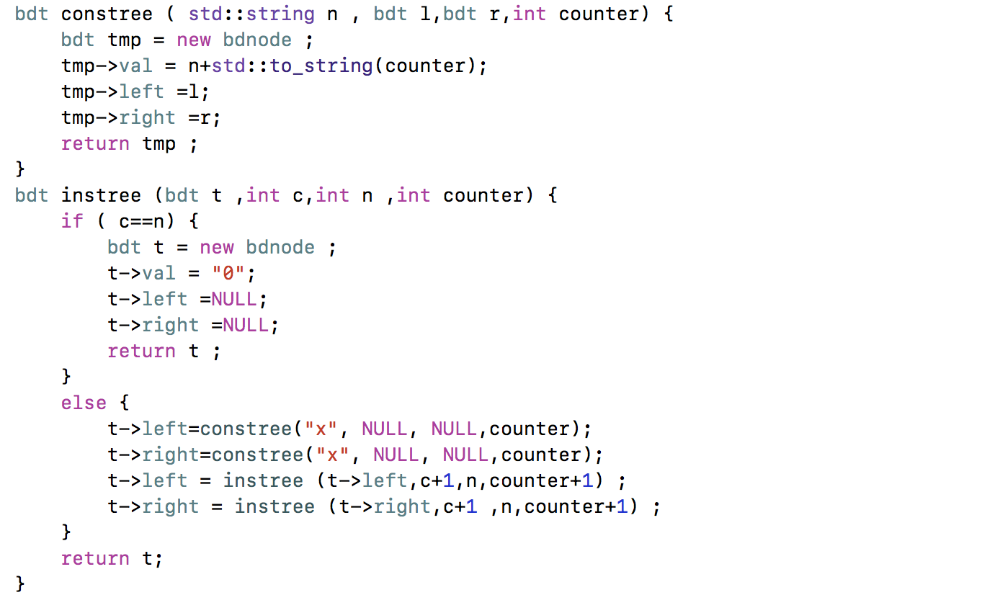 bdt constree ( std::string n , bdt l,bdt r,int counter) {
    bdt tmp = new bdnode ;
    tmp->val = n+std::to_string(counter);
    tmp->left =l;
    tmp->right =r;
    return tmp ;
}
bdt instree (bdt t ,int c,int n ,int counter) {
    if ( c==n) {
        bdt t = new bdnode ;
        t->val = "0";
        t->left =NULL;
        t->right =NULL;
        return t ;
    }
    else {
        t->left=constree("x", NULL, NULL,counter);
        t->right=constree("x", NULL, NULL,counter);
        t->left = instree (t->left,c+1,n,counter+1) ;
        t->right = instree (t->right,c+1 ,n,counter+1) ;
    }
    return t;
}